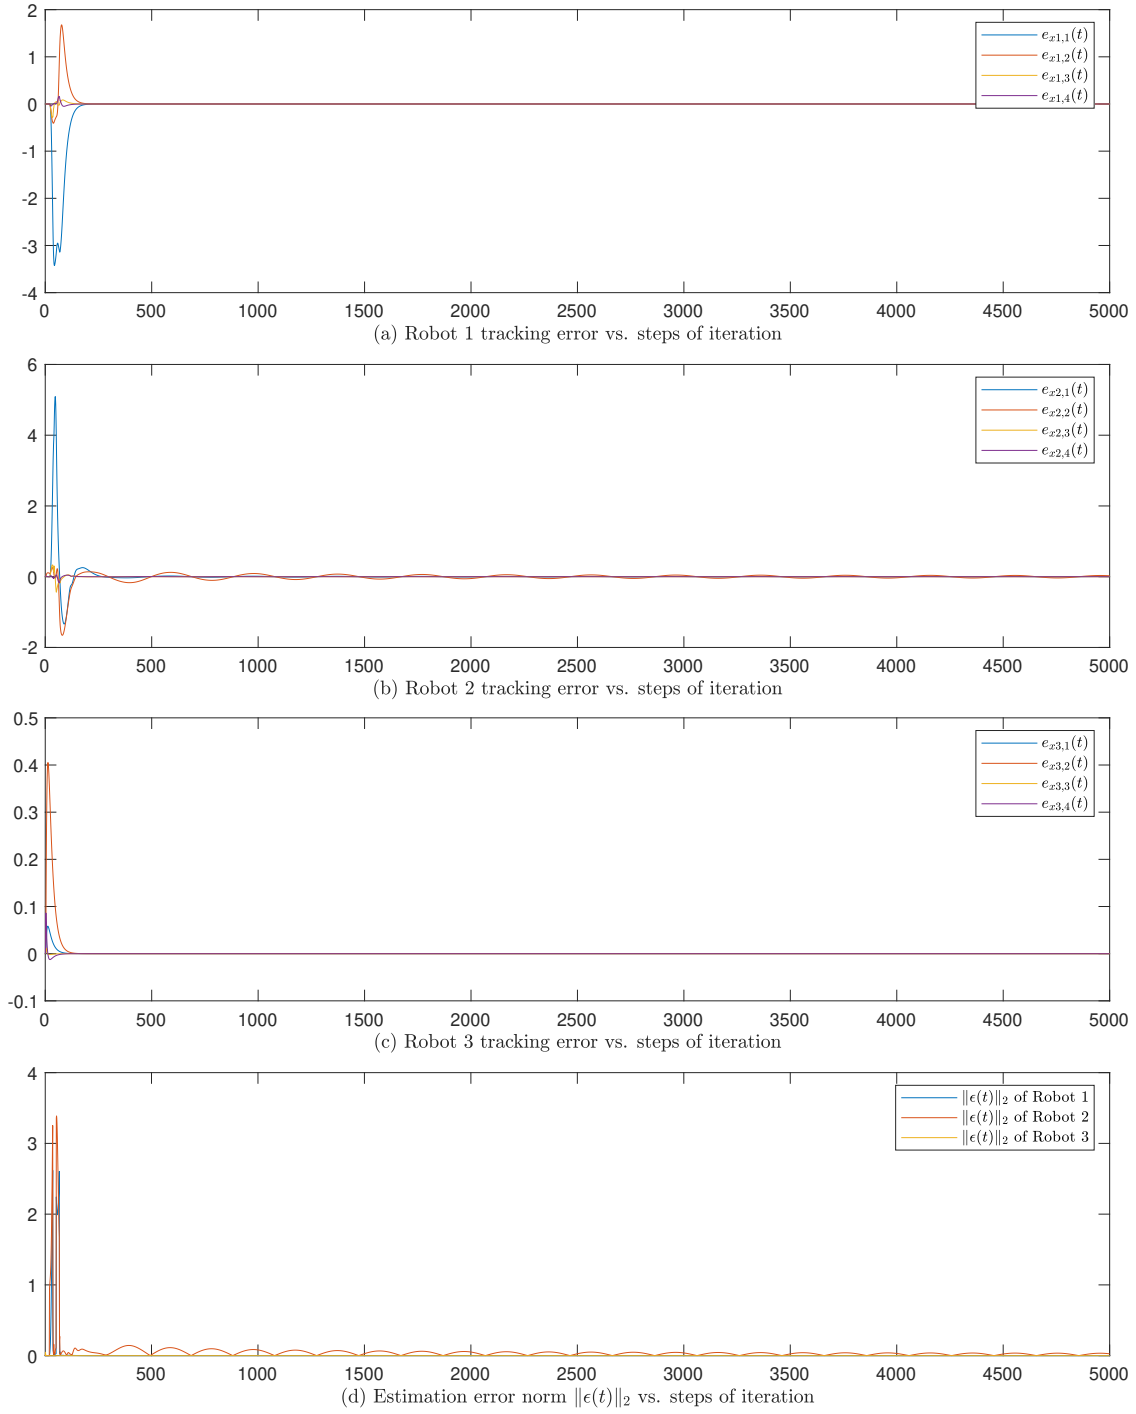 2
1
0
-1
-2
-3
-4
e_{x1,1}(t)
e_{x1,2}(t)
e_{x1,3}(t)
e_{x1,4}(t)
0 500 1000 1500 2000 2500 3000 3500 4000 4500 5000
(a) Robot 1 tracking error vs. steps of iteration
6
4
2
0
-2
e_{x2,1}(t)
e_{x2,2}(t)
e_{x2,3}(t)
e_{x2,4}(t)
0 500 1000 1500 2000 2500 3000 3500 4000 4500 5000
(b) Robot 2 tracking error vs. steps of iteration
0.5
0.4
0.3
0.2
0.1
0
-0.1
e_{x3,1}(t)
e_{x3,2}(t)
e_{x3,3}(t)
e_{x3,4}(t)
0 500 1000 1500 2000 2500 3000 3500 4000 4500 5000
(c) Robot 3 tracking error vs. steps of iteration
4
3
2
1
0
‖ϵ(t)‖₂ of Robot 1
‖ϵ(t)‖₂ of Robot 2
‖ϵ(t)‖₂ of Robot 3
0 500 1000 1500 2000 2500 3000 3500 4000 4500 5000
(d) Estimation error norm ‖ϵ(t)‖₂ vs. steps of iteration